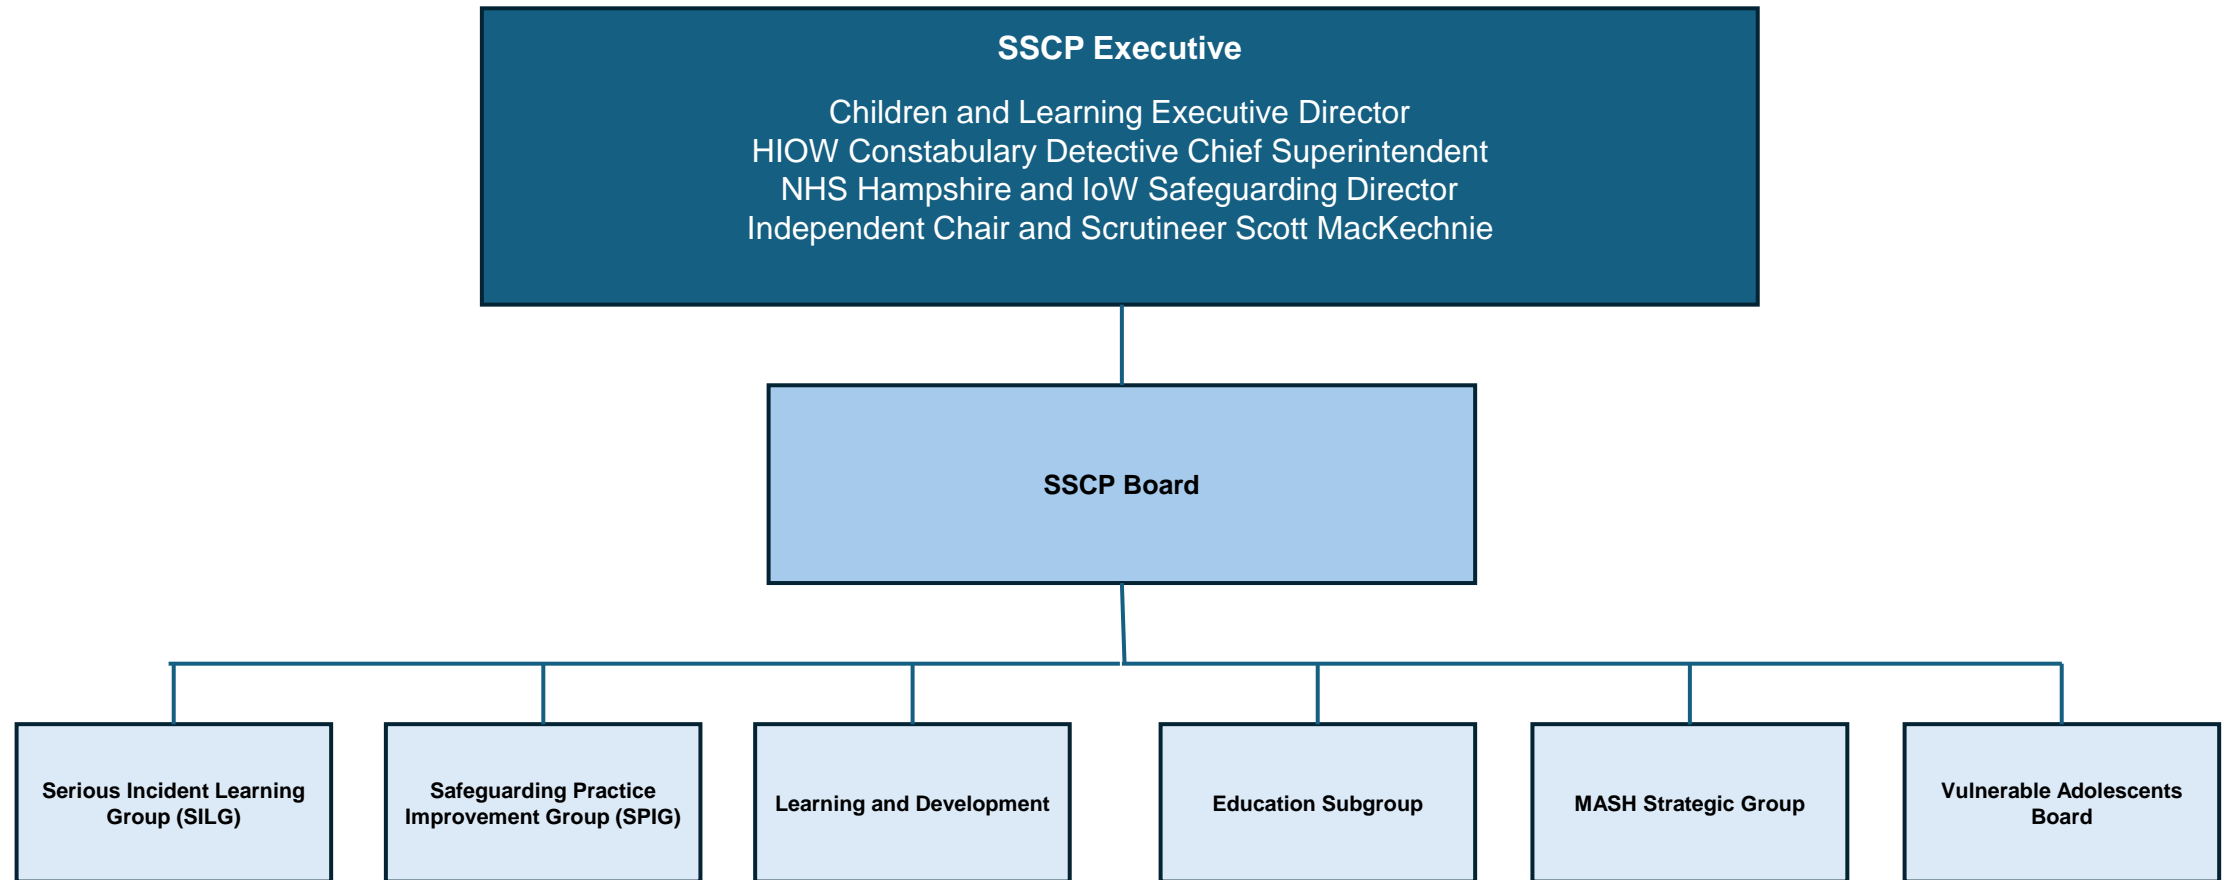 SSCP Executive
Children and Learning Executive Director
HIOW Constabulary Detective Chief Superintendent
NHS Hampshire and IoW Safeguarding Director
Independent Chair and Scrutineer Scott MacKechnie
SSCP Board
Serious Incident Learning
Group (SILG)
Safeguarding Practice
Improvement Group (SPIG)
Learning and Development
Education Subgroup
MASH Strategic Group
Vulnerable Adolescents
Board